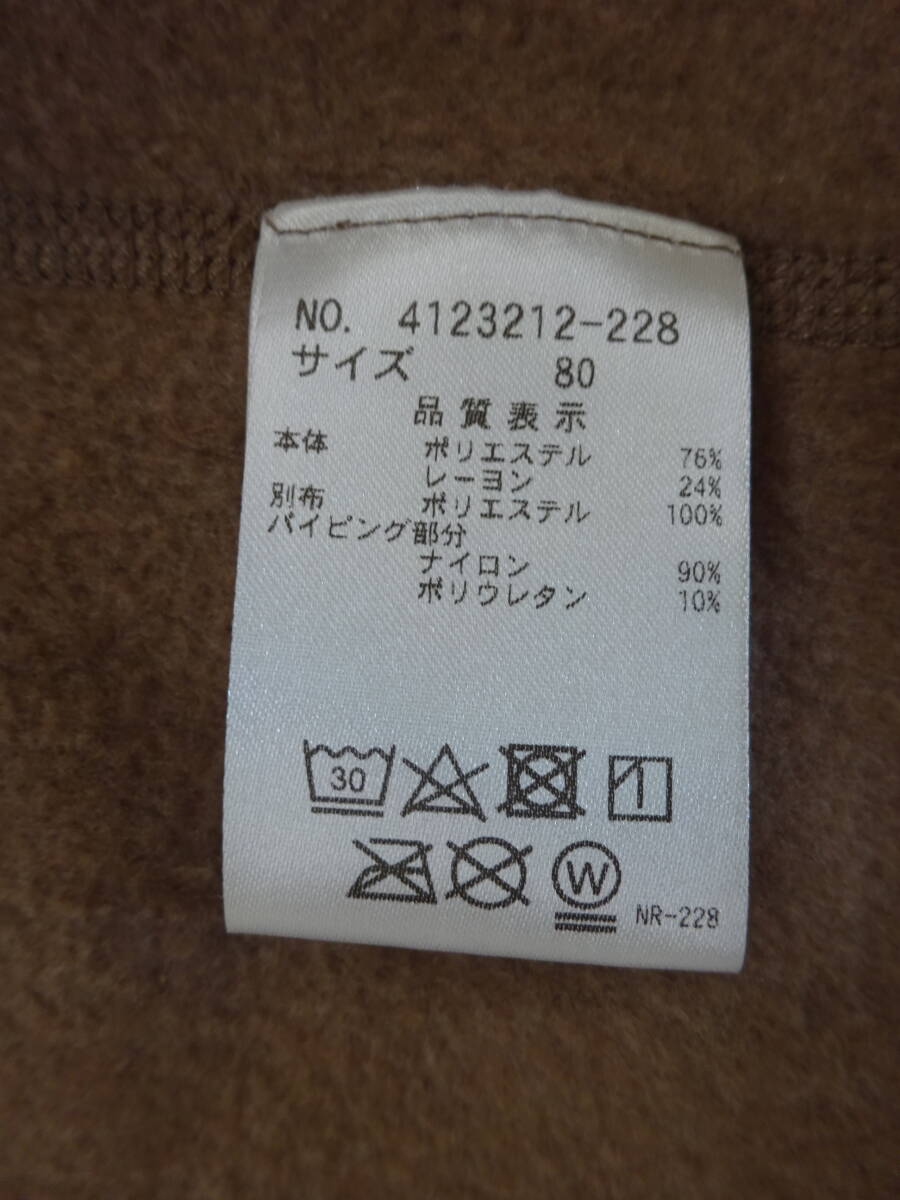 NO. 4123212-228
サイズ 80
品質表示
本体 ポリエステル 76%
レーヨン 24%
別布 ポリエステル 100%
パイピング部分
ナイロン 90%
ポリウレタン 10%
30
W
NR-228